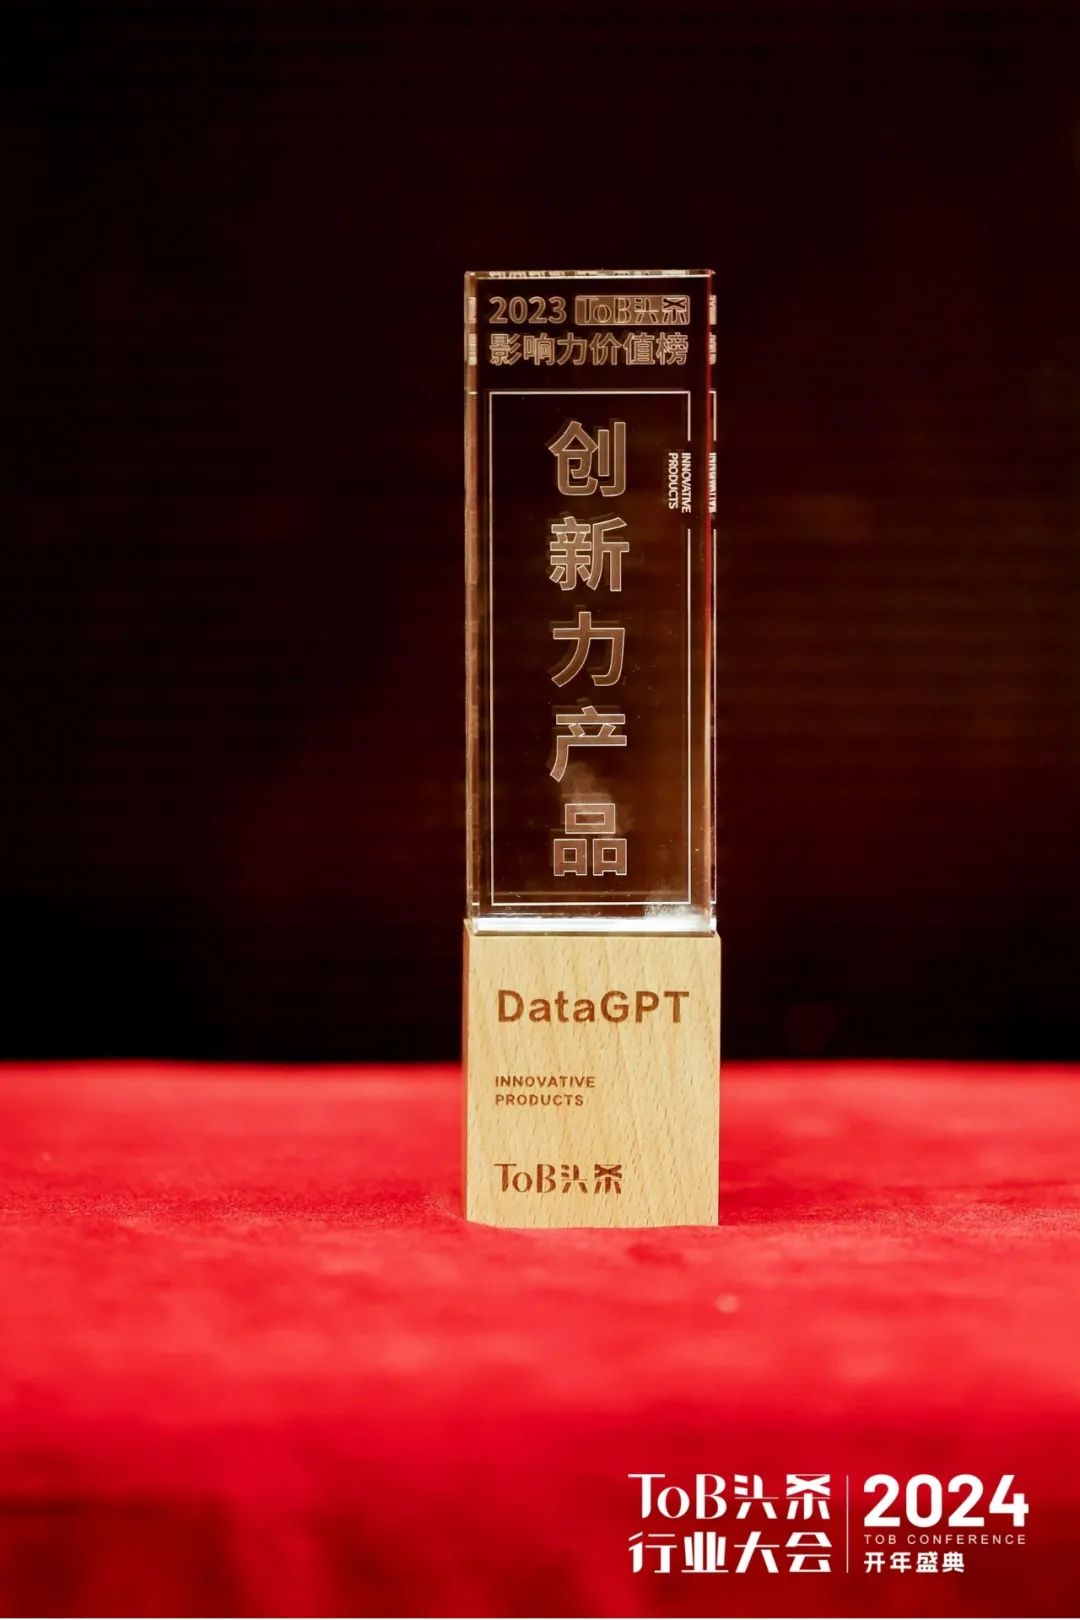 2023 ToB头条
影响力价值榜
创新力产品
INNOVATIVE
PRODUCTS
DataGPT
INNOVATIVE
PRODUCTS
ToB头条
ToB头条
行业大会
2024
TOB CONFERENCE
开年盛典